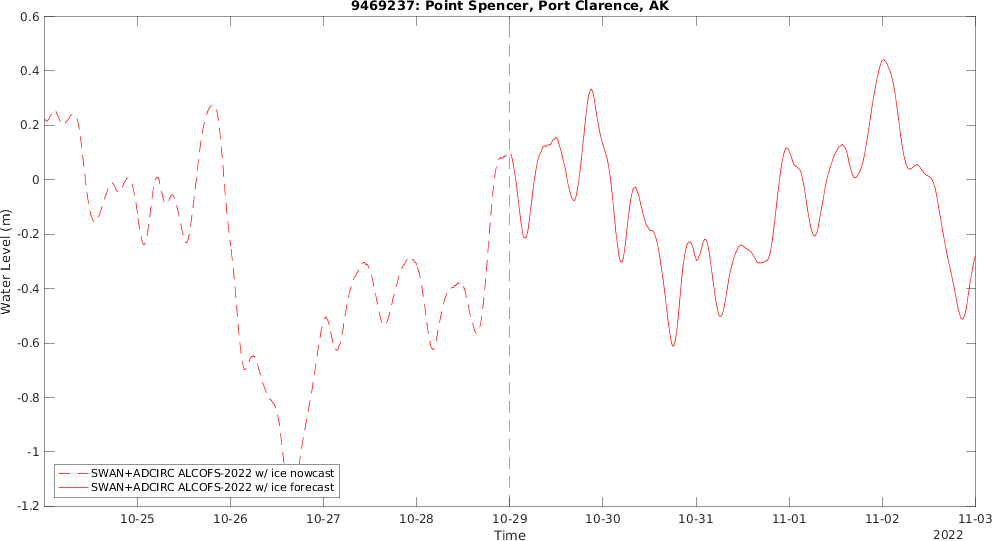 9469237: Point Spencer, Port Clarence, AK
0.6
0.4
0.2
0
-0.2
-0.4
-0.6
-0.8
-1
-1.2
Water Level (m)
SWAN+ADCIRC ALCOFS-2022 w/ ice nowcast
SWAN+ADCIRC ALCOFS-2022 w/ ice forecast
10-25 10-26 10-27 10-28 10-29 10-30 10-31 11-01 11-02 11-03
Time
2022